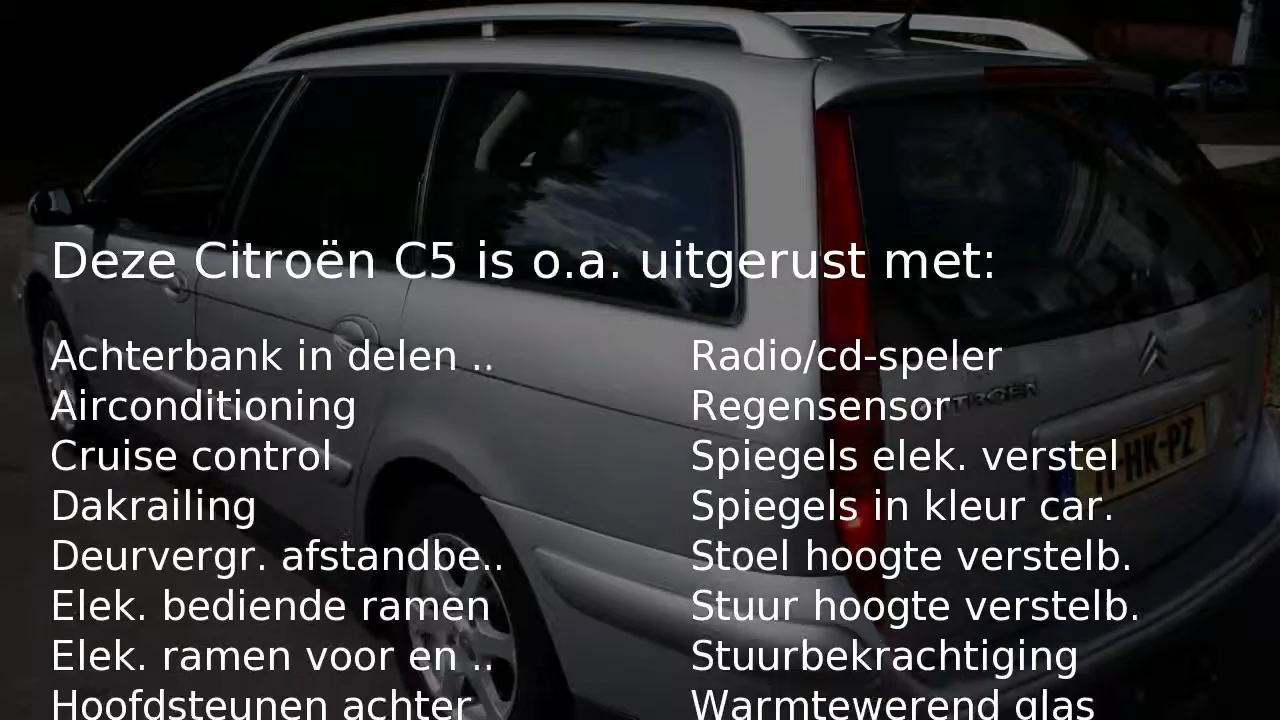 Deze Citroën C5 is o.a. uitgerust met:
Achterbank in delen ..
Airconditioning
Cruise control
Dakrailing
Deurvergr. afstandbe..
Elek. bediende ramen
Elek. ramen voor en ..
Hoofdsteunen achter
Radio/cd-speler
Regensensor
Spiegels elek. verstel
Spiegels in kleur car.
Stoel hoogte verstelb.
Stuur hoogte verstelb.
Stuurbekrachtiging
Warmtewerend glas